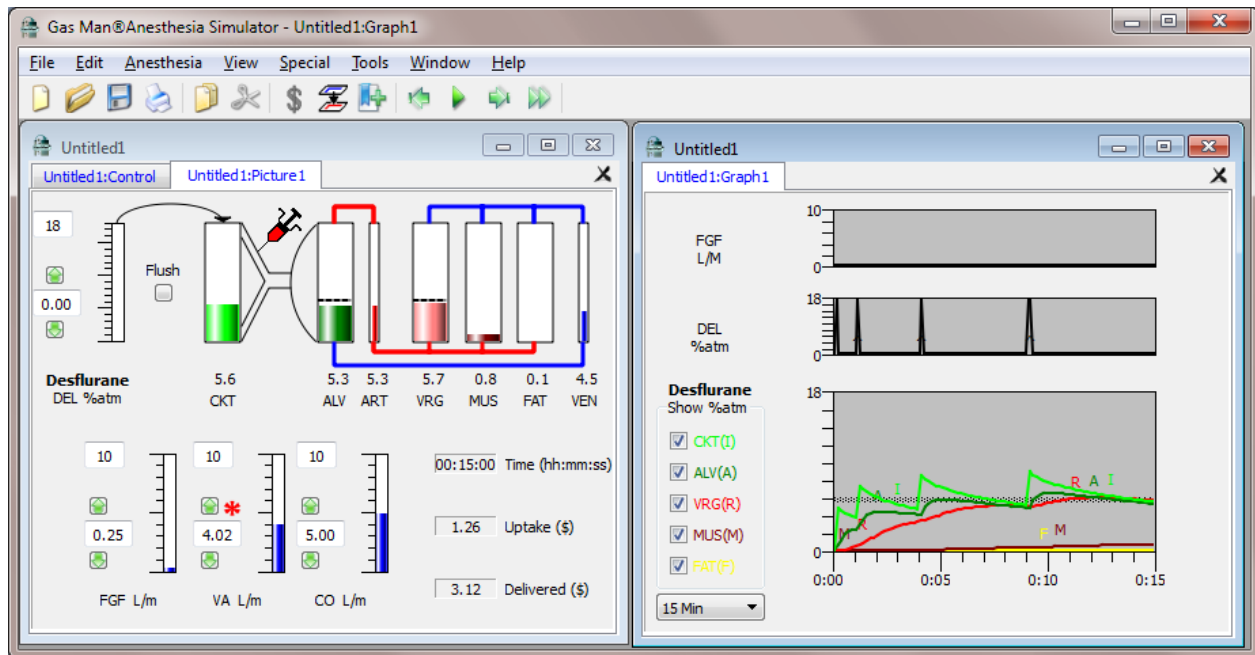 Gas Man®Anesthesia Simulator - Untitled1:Graph1
File Edit Anesthesia View Special Tools Window Help
$
Untitled1
Untitled1:Control Untitled1:Picture1 X
18
Flush
0.00
Desflurane
DEL %atm
5.6 5.3 5.3 5.7 0.8 0.1 4.5
CKT ALV ART VRG MUS FAT VEN
10 10 10
00:15:00 Time (hh:mm:ss)
*
0.25 4.02 5.00
1.26 Uptake ($)
3.12 Delivered ($)
FGF L/m VA L/m CO L/m
Untitled1
Untitled1:Graph1 X
10
FGF
L/M
0
18
DEL
%atm
0
Desflurane
Show %atm
18
CKT(I)
ALV(A)
VRG(R)
MUS(M)
FAT(F)
A I R A I
M R F M
0
0:00 0:05 0:10 0:15
15 Min